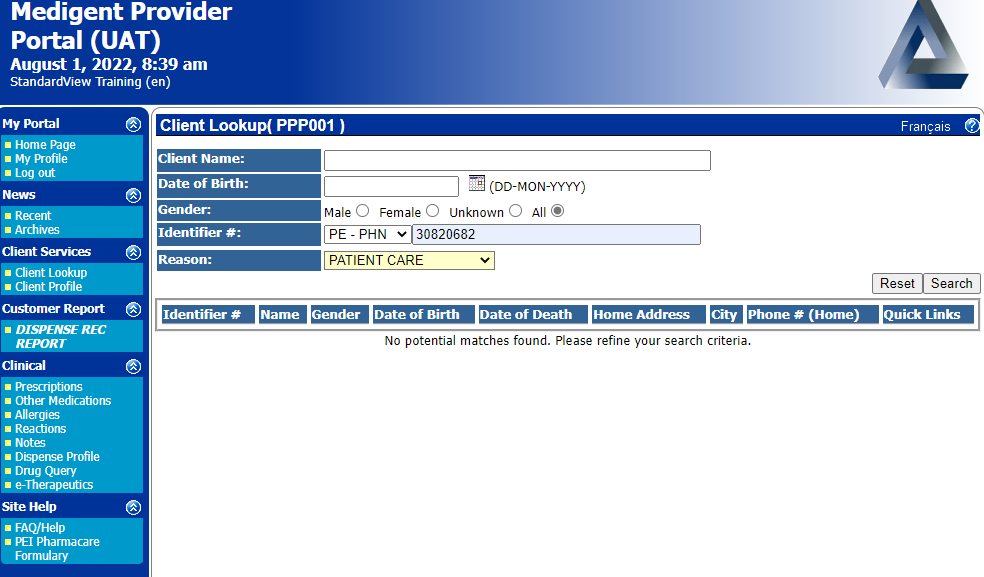 Medigent Provider
Portal (UAT)
August 1, 2022, 8:39 am
StandardView Training (en)
My Portal
Home Page
My Profile
Log out
News
Recent
Archives
Client Services
Client Lookup
Client Profile
Customer Report
DISPENSE REC
REPORT
Clinical
Prescriptions
Other Medications
Allergies
Reactions
Notes
Dispense Profile
Drug Query
e-Therapeutics
Site Help
FAQ/Help
PEI Pharmacare
Formulary
Client Lookup( PPP001 )
Français ?
Client Name:
Date of Birth: (DD-MON-YYYY)
Gender: Male Female Unknown All
Identifier #: PE - PHN 30820682
Reason: PATIENT CARE
Reset Search
Identifier # Name Gender Date of Birth Date of Death Home Address City Phone # (Home) Quick Links
No potential matches found. Please refine your search criteria.